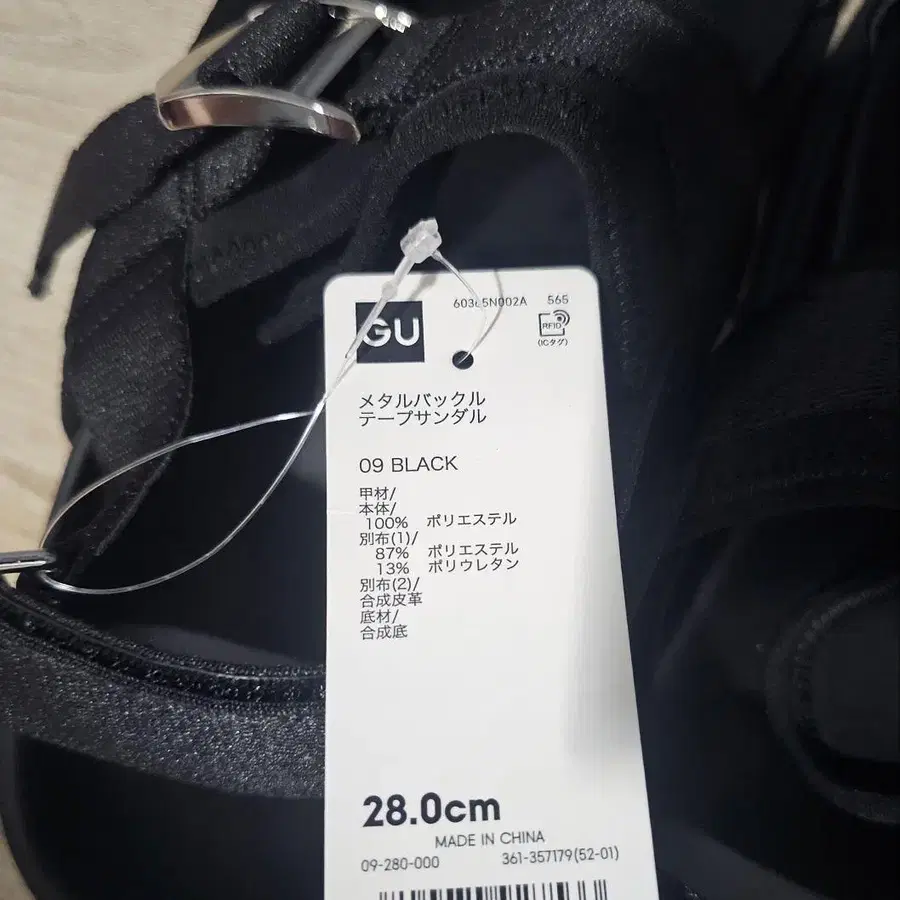 GU
60365N002A 565
RFID
(ICタグ)
メタルバックル
テープサンダル
09 BLACK
甲材/
本体/
100% ポリエステル
別布(1)/
87% ポリエステル
13% ポリウレタン
別布(2)/
合成皮革
底材/
合成底
28.0cm
MADE IN CHINA
09-280-000 361-357179(52-01)